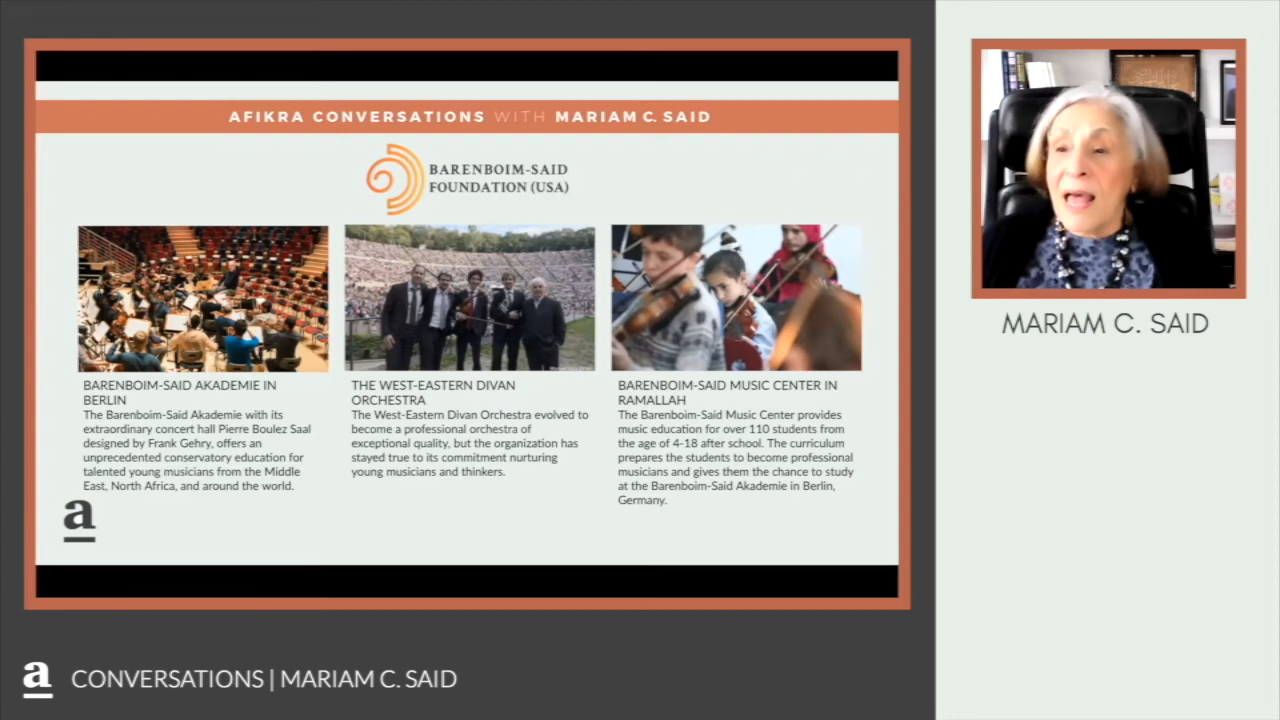 AFIKRA CONVERSATIONS WITH MARIAM C. SAID
BARENBOIM-SAID
FOUNDATION (USA)
BARENBOIM-SAID AKADEMIE IN
BERLIN
The Barenboim-Said Akademie with its
extraordinary concert hall Pierre Boulez Saal
designed by Frank Gehry, offers an
unprecedented conservatory education for
talented young musicians from the Middle
East, North Africa, and around the world.
THE WEST-EASTERN DIVAN
ORCHESTRA
The West-Eastern Divan Orchestra evolved to
become a professional orchestra of
exceptional quality, but the organization has
stayed true to its commitment nurturing
young musicians and thinkers.
BARENBOIM-SAID MUSIC CENTER IN
RAMALLAH
The Barenboim-Said Music Center provides
music education for over 110 students from
the age of 4-18 after school. The curriculum
prepares the students to become professional
musicians and gives them the chance to study
at the Barenboim-Said Akademie in Berlin,
Germany.
a
MARIAM C. SAID
a CONVERSATIONS | MARIAM C. SAID